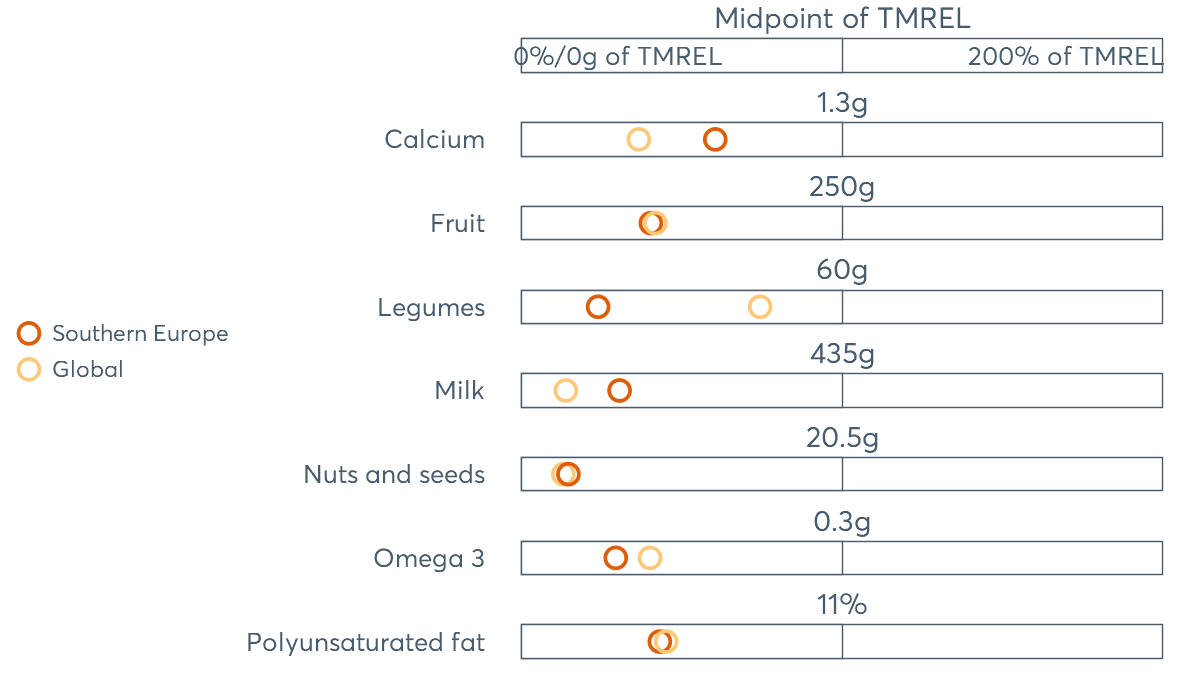 Midpoint of TMREL
0%/0g of TMREL 200% of TMREL
1.3g
Calcium
250g
Fruit
60g
Legumes
Southern Europe
Global
435g
Milk
20.5g
Nuts and seeds
0.3g
Omega 3
11%
Polyunsaturated fat